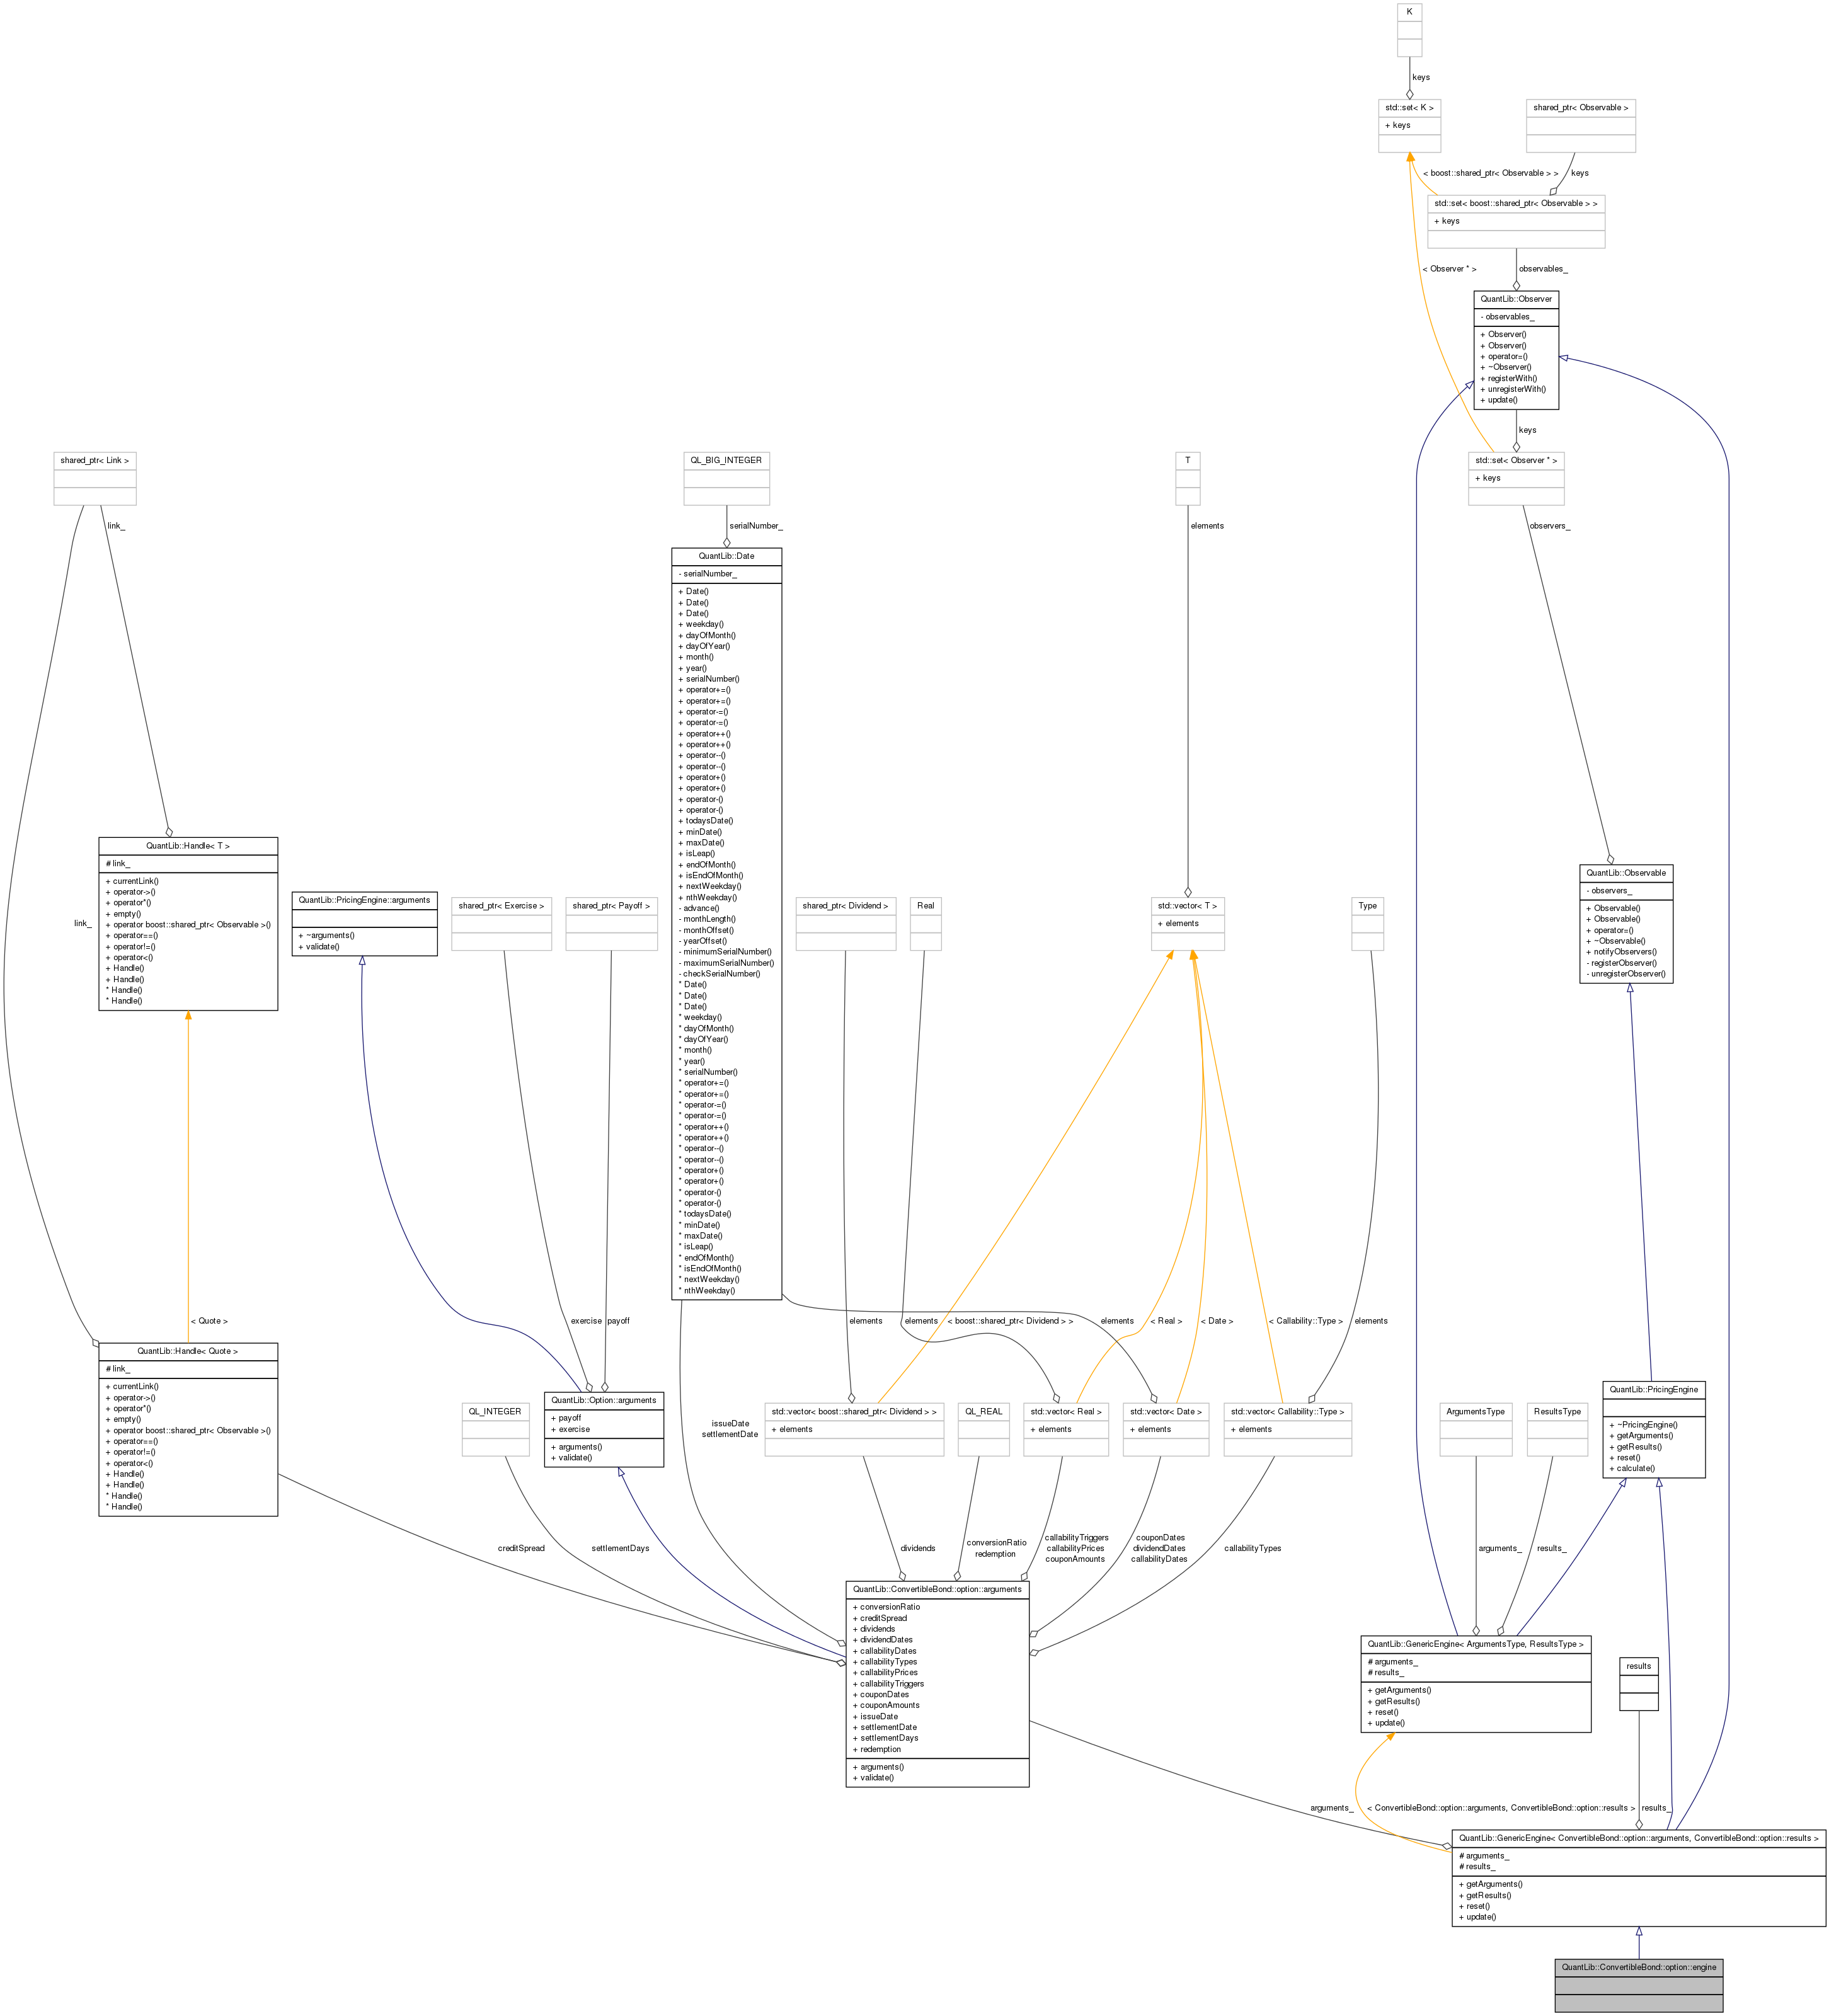 K
keys
std::set< K >
+ keys
shared_ptr< Observable >
< boost::shared_ptr< Observable > >
keys
std::set< boost::shared_ptr< Observable > >
+ keys
< Observer * >
observables_
QuantLib::Observer
- observables_
+ Observer()
+ Observer()
+ operator=()
+ ~Observer()
+ registerWith()
+ unregisterWith()
+ update()
keys
shared_ptr< Link >
QL_BIG_INTEGER
T
std::set< Observer * >
+ keys
link_
serialNumber_
elements
observers_
QuantLib::Date
- serialNumber_
+ Date()
+ Date()
+ Date()
+ weekday()
+ dayOfMonth()
+ dayOfYear()
+ month()
+ year()
+ serialNumber()
+ operator+=()
+ operator+=()
+ operator-=()
+ operator-=()
+ operator++()
+ operator++()
+ operator--()
+ operator--()
+ operator+()
+ operator+()
+ operator-()
+ operator-()
+ todaysDate()
+ minDate()
+ maxDate()
+ isLeap()
+ endOfMonth()
+ isEndOfMonth()
+ nextWeekday()
+ nthWeekday()
- advance()
- monthLength()
- monthOffset()
- yearOffset()
- minimumSerialNumber()
- maximumSerialNumber()
- checkSerialNumber()
* Date()
* Date()
* Date()
* weekday()
* dayOfMonth()
* dayOfYear()
* month()
* year()
* serialNumber()
* operator+=()
* operator+=()
* operator-=()
* operator-=()
* operator++()
* operator++()
* operator--()
* operator--()
* operator+()
* operator+()
* operator-()
* operator-()
* todaysDate()
* minDate()
* maxDate()
* isLeap()
* endOfMonth()
* isEndOfMonth()
* nextWeekday()
* nthWeekday()
QuantLib::Handle< T >
# link_
+ currentLink()
+ operator->()
+ operator*()
+ empty()
+ operator boost::shared_ptr< Observable >()
+ operator==()
+ operator!=()
+ operator<()
+ Handle()
+ Handle()
* Handle()
* Handle()
link_
QuantLib::PricingEngine::arguments
+ ~arguments()
+ validate()
shared_ptr< Exercise >
shared_ptr< Payoff >
shared_ptr< Dividend >
Real
std::vector< T >
+ elements
Type
QuantLib::Observable
- observers_
+ Observable()
+ Observable()
+ operator=()
+ ~Observable()
+ notifyObservers()
- registerObserver()
- unregisterObserver()
< Quote >
exercise
payoff
elements
elements
< boost::shared_ptr< Dividend > >
elements
< Real >
< Date >
< Callability::Type >
elements
QuantLib::Handle< Quote >
# link_
+ currentLink()
+ operator->()
+ operator*()
+ empty()
+ operator boost::shared_ptr< Observable >()
+ operator==()
+ operator!=()
+ operator<()
+ Handle()
+ Handle()
* Handle()
* Handle()
QL_INTEGER
QuantLib::Option::arguments
+ payoff
+ exercise
+ arguments()
+ validate()
issueDate
settlementDate
std::vector< boost::shared_ptr< Dividend > >
+ elements
QL_REAL
std::vector< Real >
+ elements
std::vector< Date >
+ elements
std::vector< Callability::Type >
+ elements
ArgumentsType
ResultsType
QuantLib::PricingEngine
+ ~PricingEngine()
+ getArguments()
+ getResults()
+ reset()
+ calculate()
creditSpread
settlementDays
dividends
conversionRatio
redemption
callabilityTriggers
callabilityPrices
couponAmounts
couponDates
dividendDates
callabilityDates
callabilityTypes
arguments_
results_
QuantLib::ConvertibleBond::option::arguments
+ conversionRatio
+ creditSpread
+ dividends
+ dividendDates
+ callabilityDates
+ callabilityTypes
+ callabilityPrices
+ callabilityTriggers
+ couponDates
+ couponAmounts
+ issueDate
+ settlementDate
+ settlementDays
+ redemption
+ arguments()
+ validate()
QuantLib::GenericEngine< ArgumentsType, ResultsType >
# arguments_
# results_
+ getArguments()
+ getResults()
+ reset()
+ update()
results
arguments_
< ConvertibleBond::option::arguments, ConvertibleBond::option::results >
results_
QuantLib::GenericEngine< ConvertibleBond::option::arguments, ConvertibleBond::option::results >
# arguments_
# results_
+ getArguments()
+ getResults()
+ reset()
+ update()
QuantLib::ConvertibleBond::option::engine